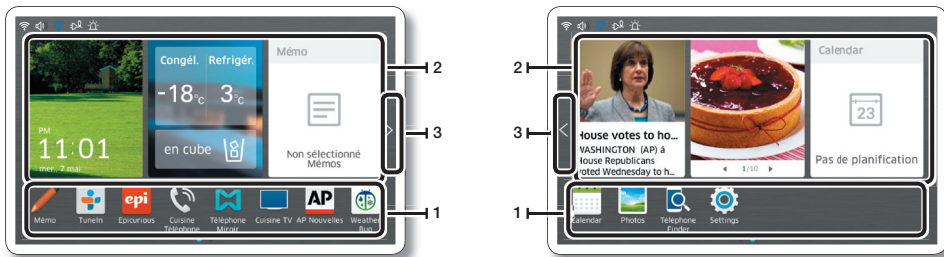 Congél. Refrigér.
-18°c 3°c
en cube
Mémo
Non sélectionné
Mémos
PM
11:01
mer., 7 mai
2
3
1
Mémo
TuneIn
epi
Epicurious
Cuisine
Téléphone
Téléphone
Miroir
Cuisine TV
AP
AP Nouvelles
Weather
Bug
2
3
1
House votes to ho...
WASHINGTON (AP) â
House Republicans
voted Wednesday to h...
1/10
Calendar
23
Pas de planification
Calendar
Photos
Téléphone
Finder
Settings